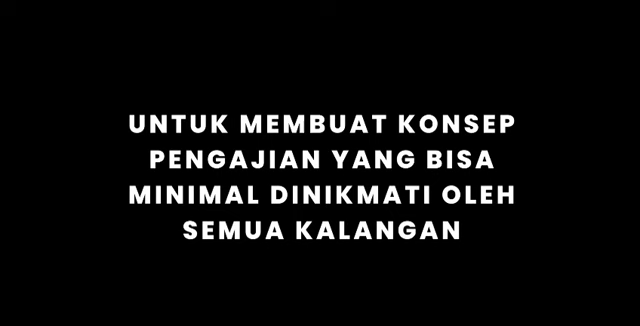 UNTUK MEMBUAT KONSEP
PENGAJIAN YANG BISA
MINIMAL DINIKMATI OLEH
SEMUA KALANGAN